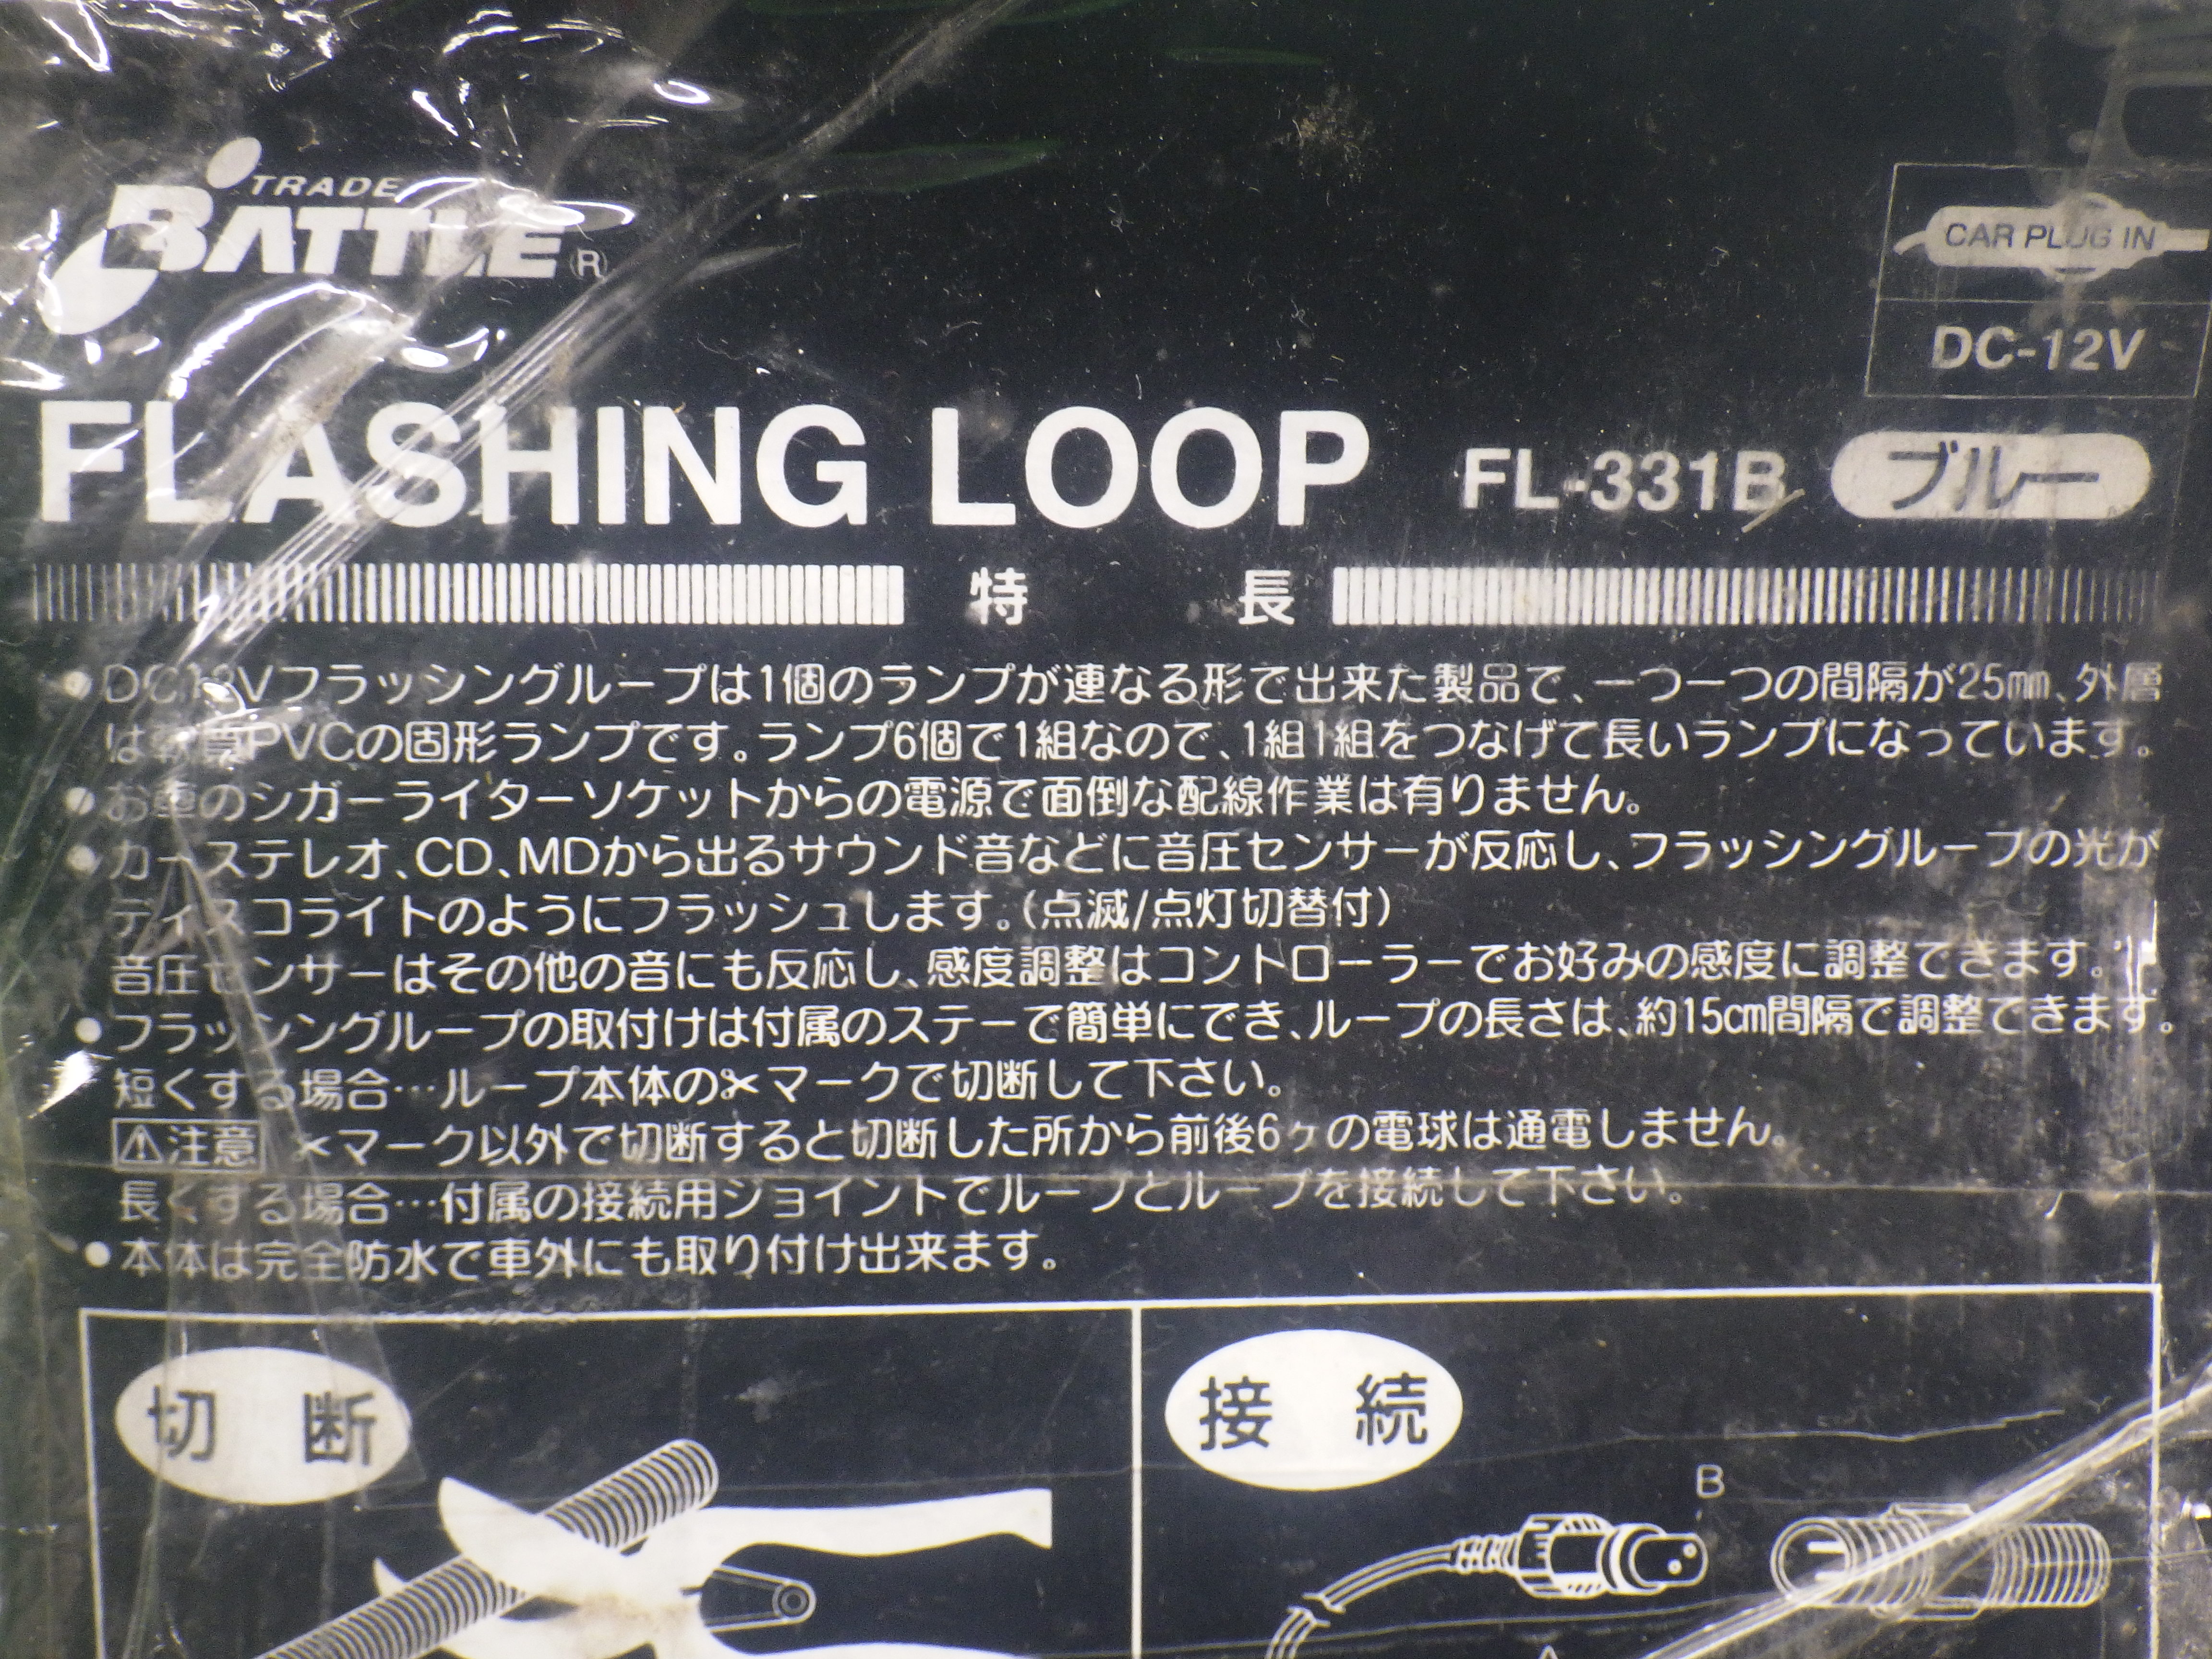 TRADE
BATTLE (R)
CAR PLUG IN
DC-12V
FLASHING LOOP FL-331B ブルー
特 長
●DC12Vフラッシングループは1個のランプが連なる形で出来た製品で、一つ一つの間隔が25mm、外層
は軟質PVCの固形ランプです。ランプ6個で1組なので、1組1組をつなげて長いランプになっています。
●お車のシガーライターソケットからの電源で面倒な配線作業は有りません。
●カーステレオ、CD、MDから出るサウンド音などに音圧センサーが反応し、フラッシングループの光が
ディスコライトのようにフラッシュします。(点滅/点灯切替付)
音圧センサーはその他の音にも反応し、感度調整はコントローラーでお好みの感度に調整できます。
●フラッシングループの取付けは付属のステーで簡単にでき、ループの長さは、約15cm間隔で調整できます。
短くする場合…ループ本体の✂マークで切断して下さい。
⚠注意 ✂マーク以外で切断すると切断した所から前後6ヶの電球は通電しません。
長くする場合…付属の接続用ジョイントでループとループを接続して下さい。
●本体は完全防水で車外にも取り付け出来ます。
切 断
接 続
B